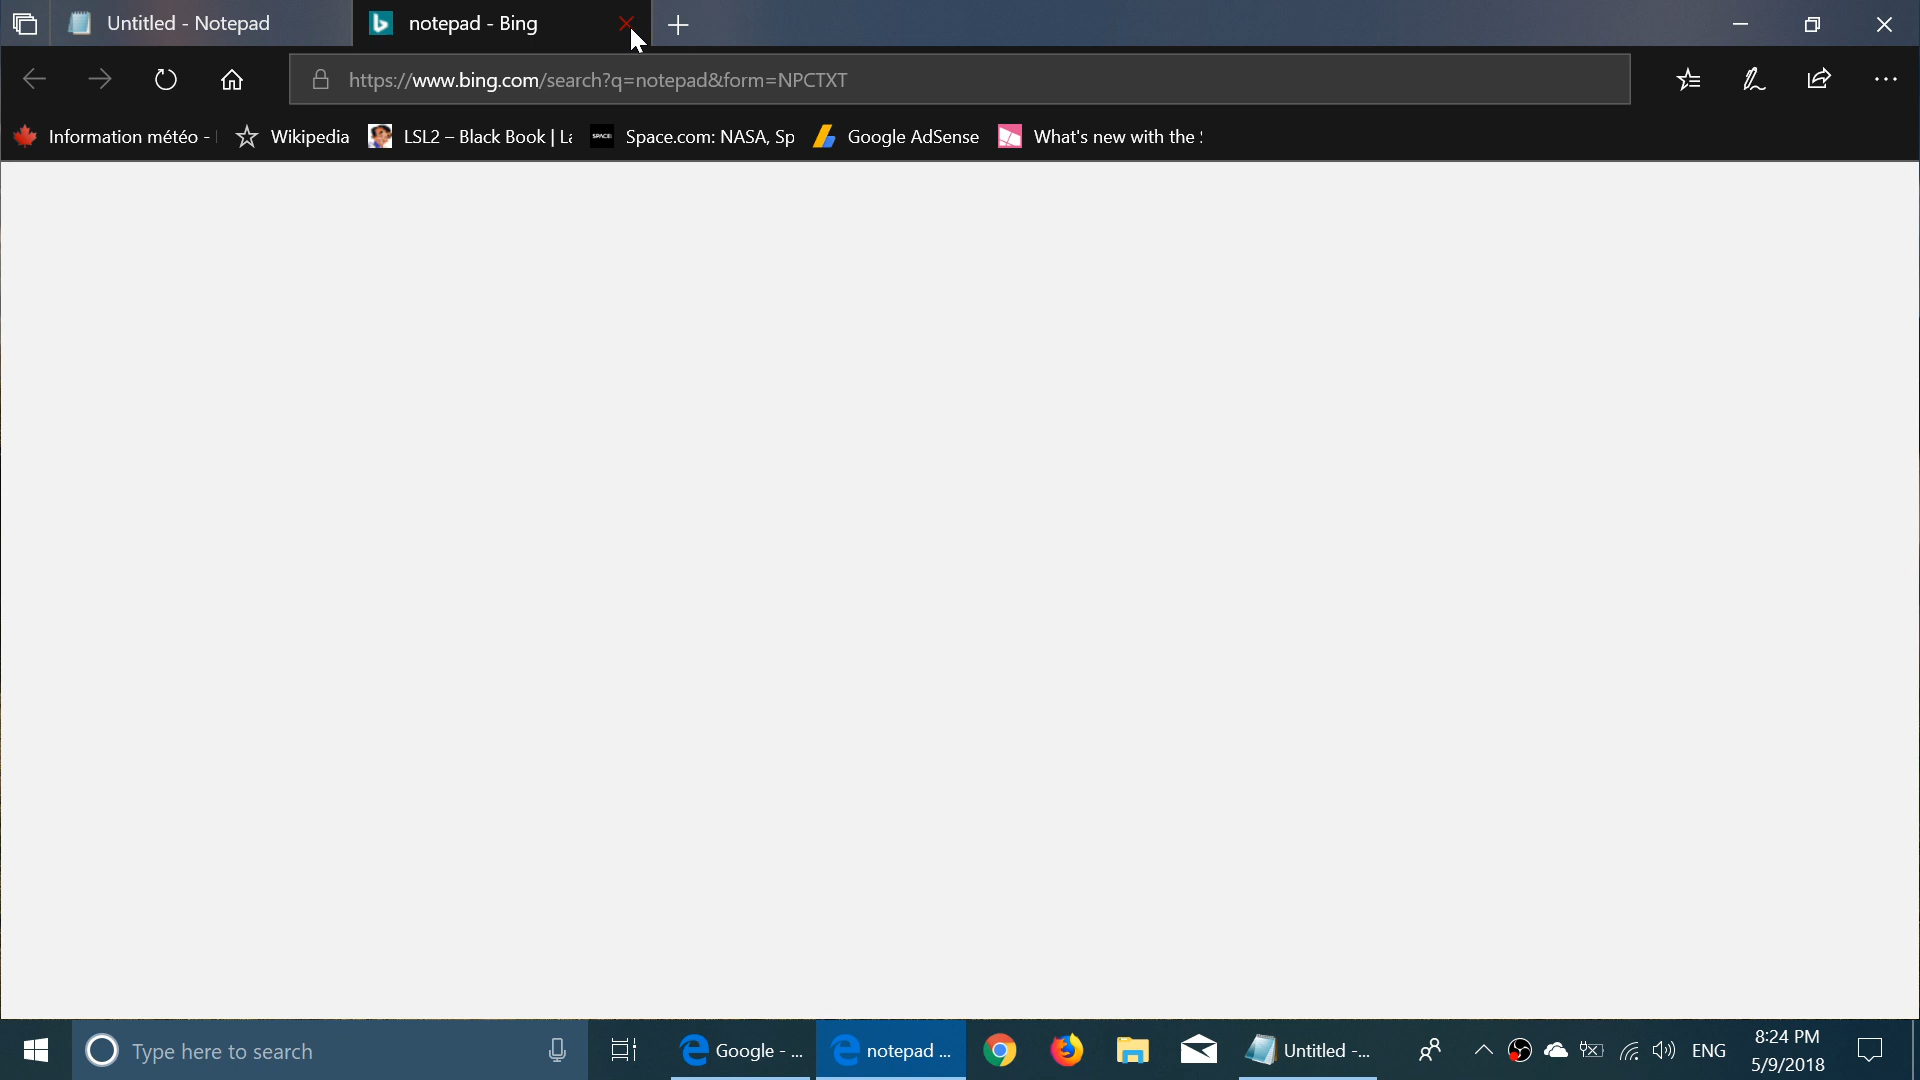 Untitled - Notepad
notepad - Bing
https://www.bing.com/search?q=notepad&form=NPCTXT
Information météo -
Wikipedia
LSL2 – Black Book | La
SPACE
Space.com: NASA, Sp
Google AdSense
What's new with the
Type here to search
Google - ...
notepad ...
Untitled -...
ENG
8:24 PM
5/9/2018